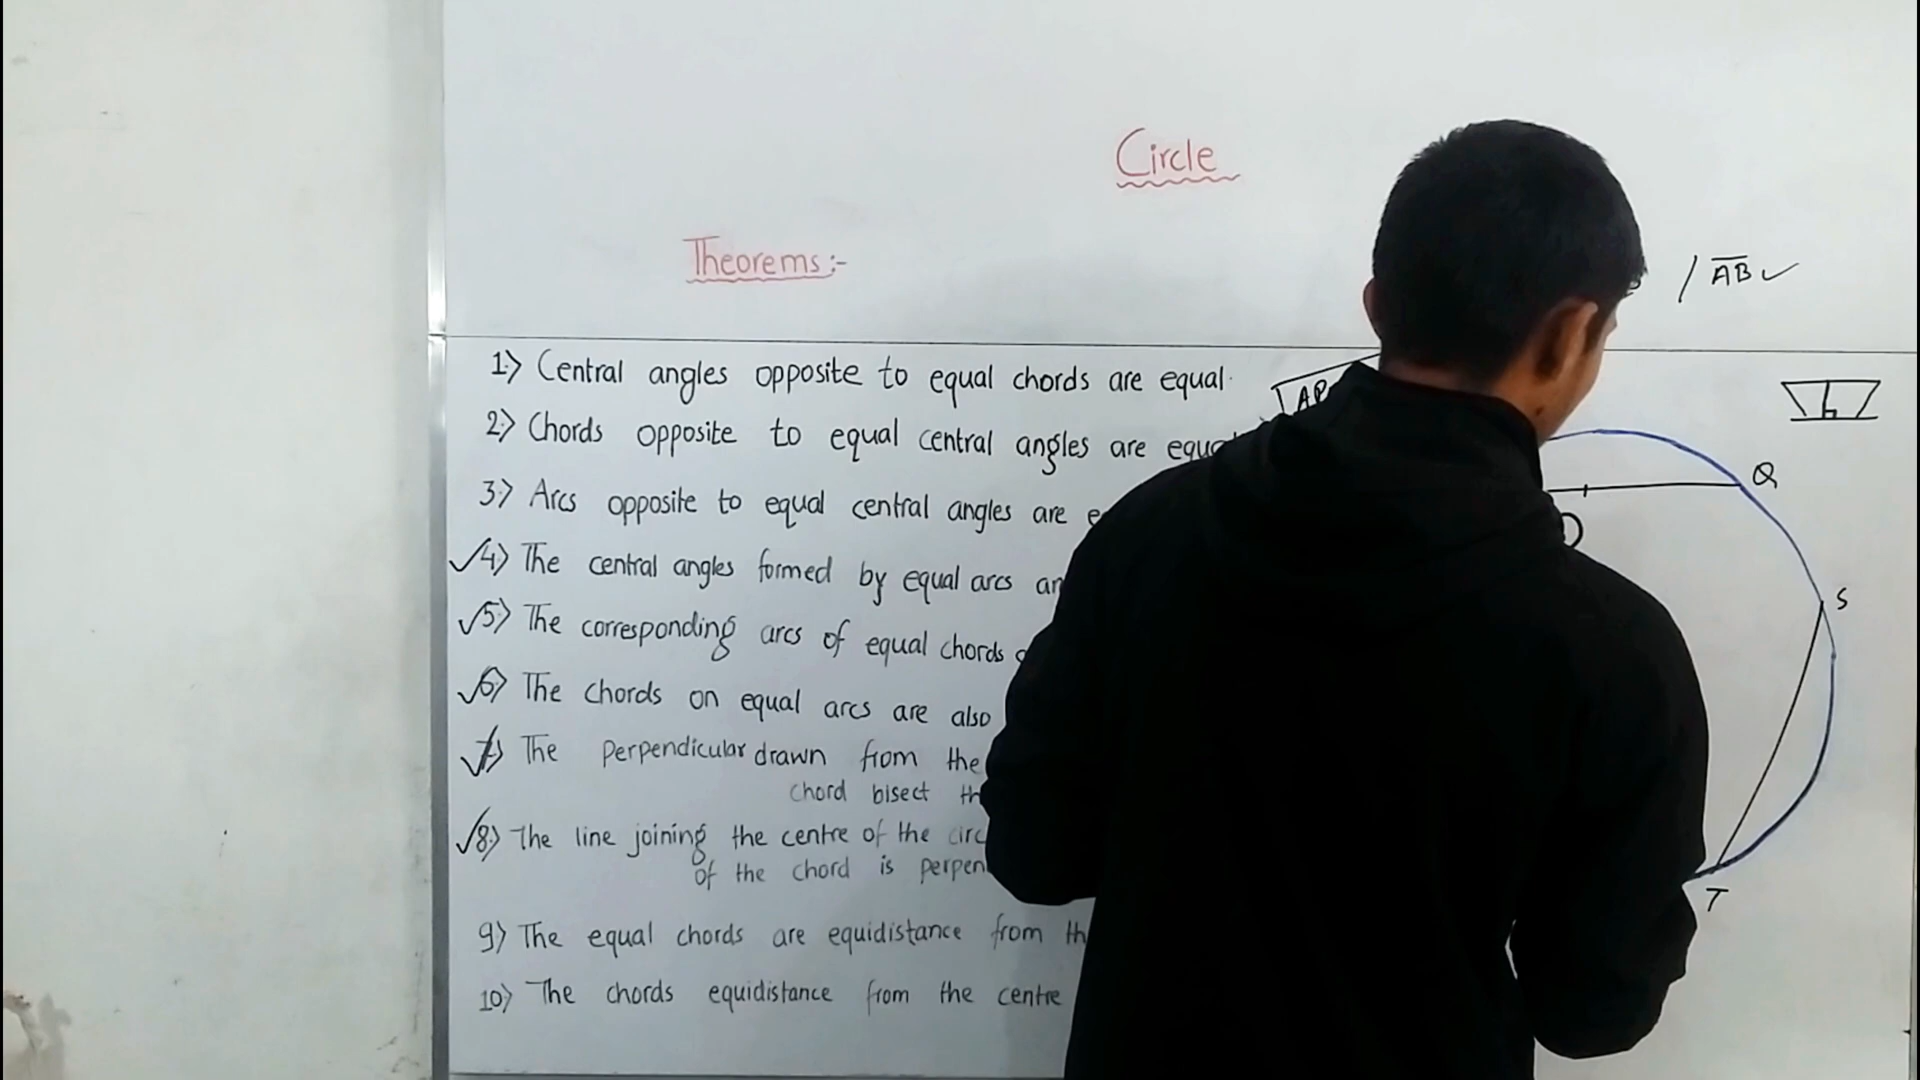 Circle
Theorems :-
/ AB ✓
1) Central angles opposite to equal chords are equal.
2) Chords opposite to equal central angles are
3) Arcs opposite to equal central angles are
✓4) The central angles formed by equal arcs
✓5) The corresponding arcs of equal chords
✓6) The chords on equal arcs are also
✓7) The perpendicular drawn from the
chord bisect
✓8) The line joining the centre of the
of the chord is
9) The equal chords are equidistance from
10) The chords equidistance from the centre
Q
S
T